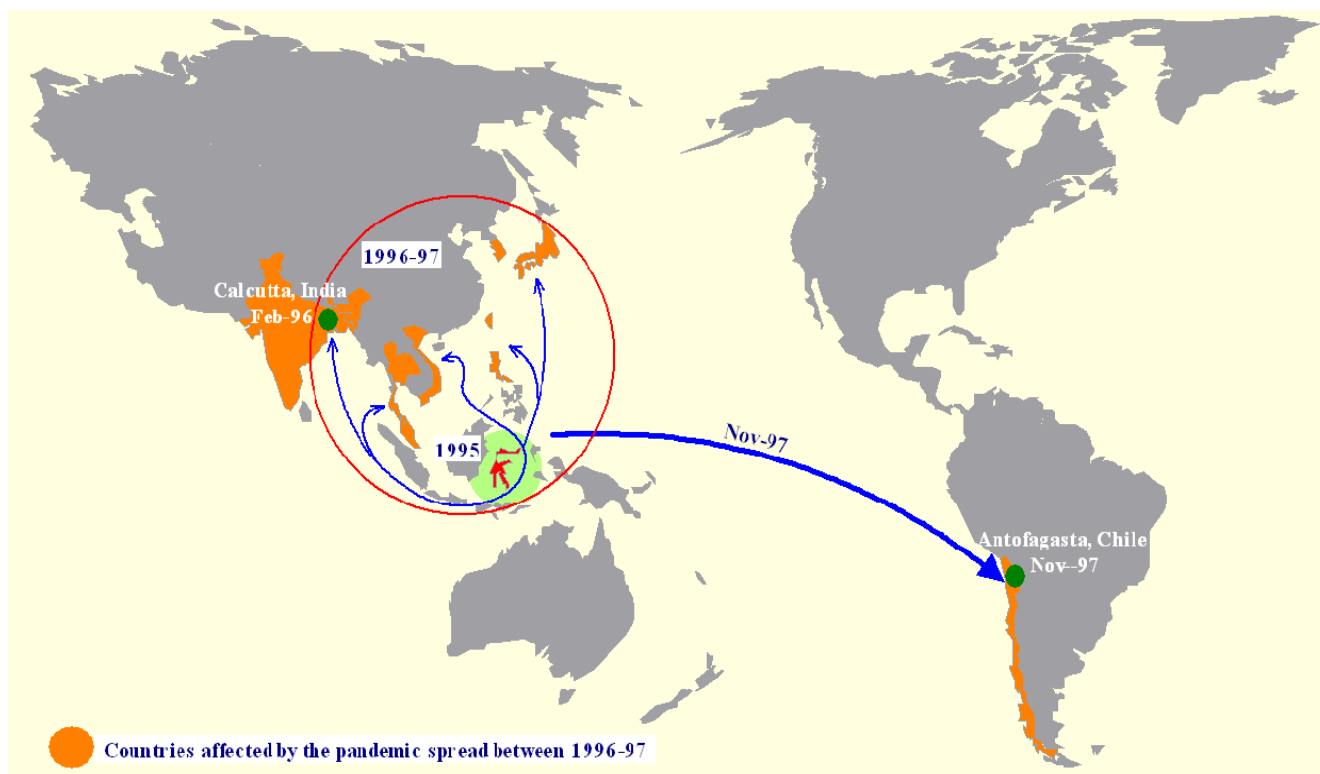 1996-97
Calcutta, India
Feb-96
1995
Nov-97
Antofagasta, Chile
Nov--97
Countries affected by the pandemic spread between 1996-97